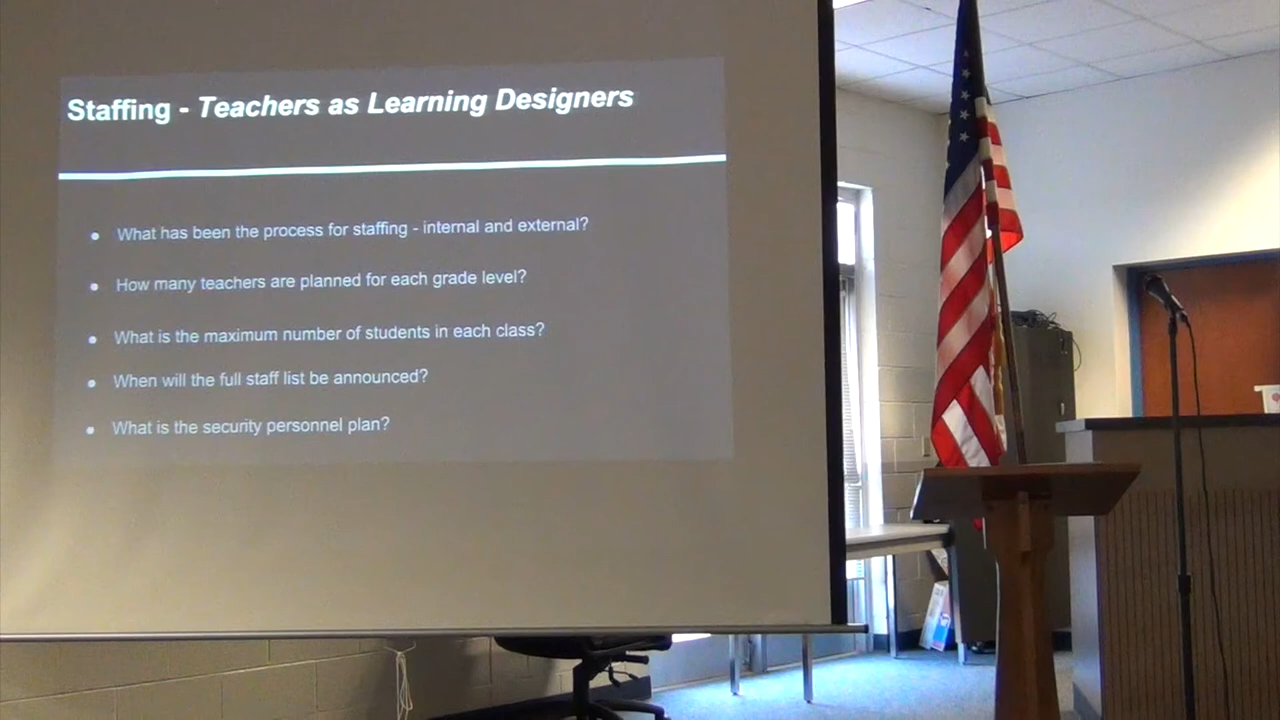 Staffing - Teachers as Learning Designers
● What has been the process for staffing - internal and external?
● How many teachers are planned for each grade level?
● What is the maximum number of students in each class?
● When will the full staff list be announced?
● What is the security personnel plan?